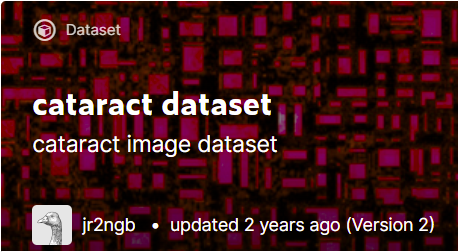 Dataset
cataract dataset
cataract image dataset
jr2ngb • updated 2 years ago (Version 2)